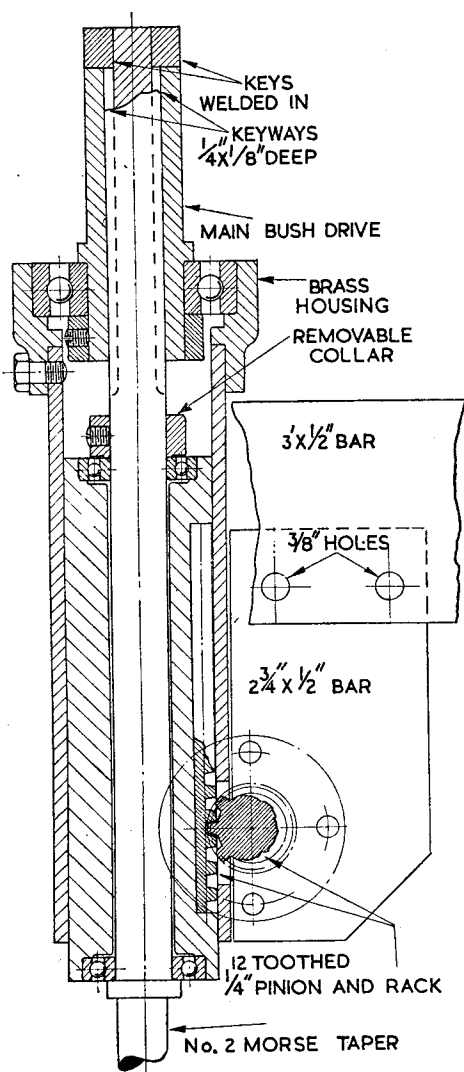 KEYS
WELDED IN
KEYWAYS
1/4"X1/8" DEEP
MAIN BUSH DRIVE
BRASS
HOUSING
REMOVABLE
COLLAR
3'X1/2" BAR
3/8" HOLES
2 3/4" X 1/2" BAR
12 TOOTHED
1/4" PINION AND RACK
No. 2 MORSE TAPER